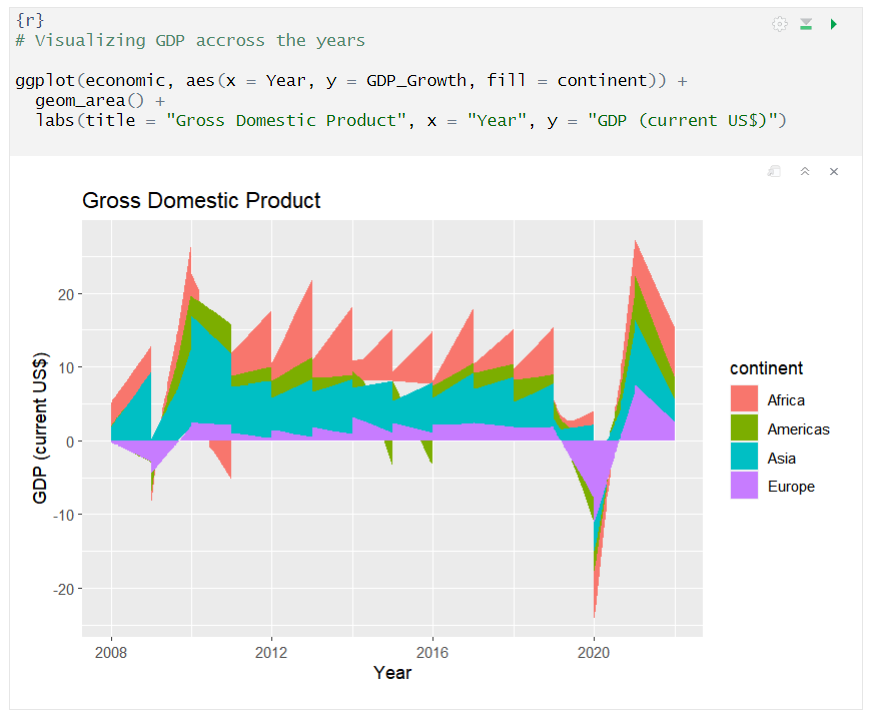 {r}
# Visualizing GDP accross the years
ggplot(economic, aes(x = Year, y = GDP_Growth, fill = continent)) +
geom_area() +
labs(title = "Gross Domestic Product", x = "Year", y = "GDP (current US$)")
Gross Domestic Product
GDP (current US$)
20
10
0
-10
-20
2008 2012 2016 2020
Year
continent
Africa
Americas
Asia
Europe